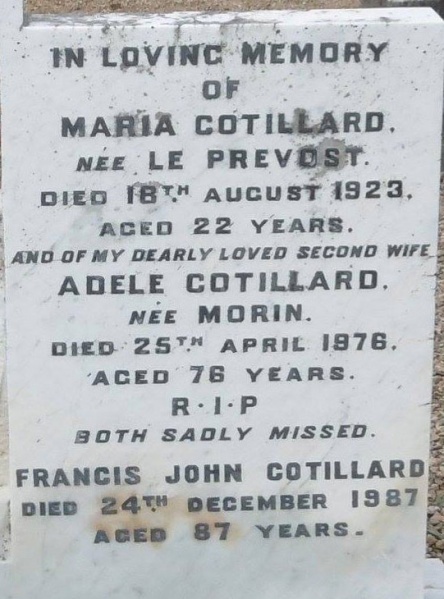 IN LOVING MEMORY
OF
MARIA COTILLARD,
NÉE LE PREVOST.
DIED 18TH AUGUST 1923,
AGED 22 YEARS.
AND OF MY DEARLY LOVED SECOND WIFE
ADELE COTILLARD,
NÉE MORIN.
DIED 25TH APRIL 1976,
AGED 76 YEARS.
R·I·P
BOTH SADLY MISSED.
FRANCIS JOHN COTILLARD
DIED 24TH DECEMBER 1987
AGED 87 YEARS.